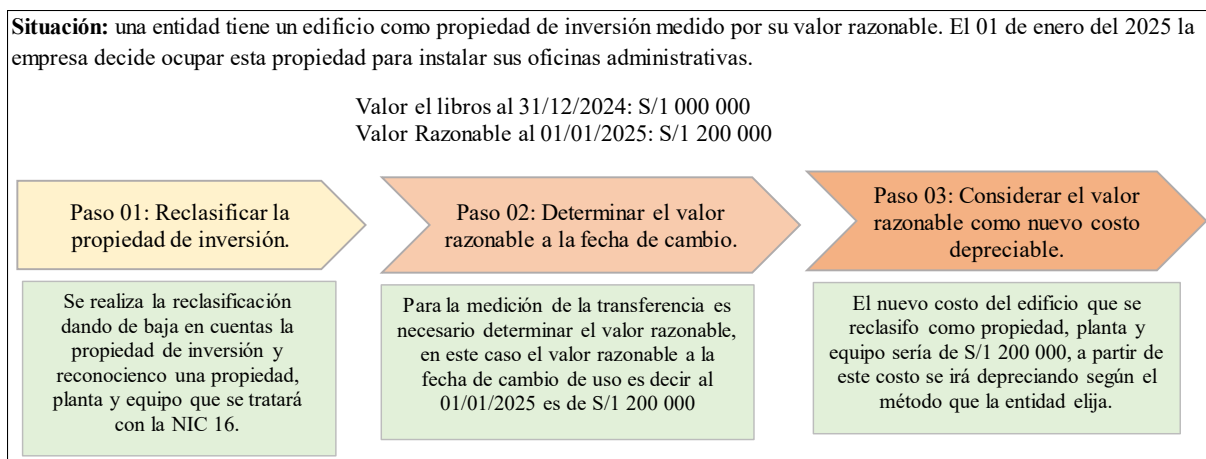 Situación: una entidad tiene un edificio como propiedad de inversión medido por su valor razonable. El 01 de enero del 2025 la
empresa decide ocupar esta propiedad para instalar sus oficinas administrativas.
Valor el libros al 31/12/2024: S/1 000 000
Valor Razonable al 01/01/2025: S/1 200 000
Paso 01: Reclasificar la
propiedad de inversión.
Paso 02: Determinar el valor
razonable a la fecha de cambio.
Paso 03: Considerar el valor
razonable como nuevo costo
depreciable.
Se realiza la reclasificación
dando de baja en cuentas la
propiedad de inversión y
reconocienco una propiedad,
planta y equipo que se tratará
con la NIC 16.
Para la medición de la transferencia es
necesario determinar el valor razonable,
en este caso el valor razonable a la
fecha de cambio de uso es decir al
01/01/2025 es de S/1 200 000
El nuevo costo del edificio que se
reclasifo como propiedad, planta y
equipo sería de S/1 200 000, a partir de
este costo se irá depreciando según el
método que la entidad elija.